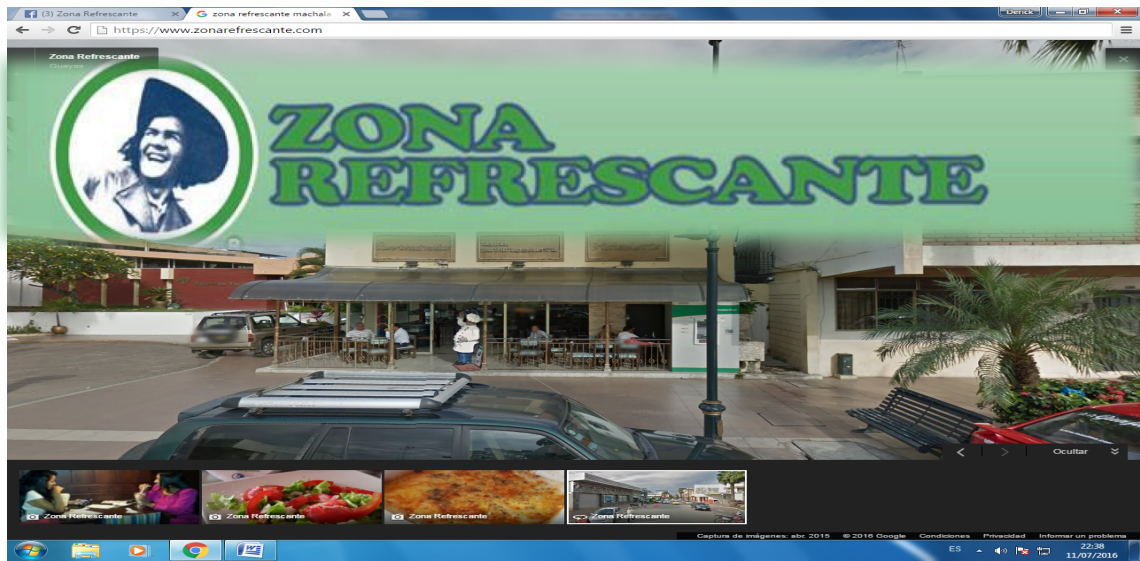 (3) Zona Refrescante
zona refrescante machala
Derick
https://www.zonarefrescante.com
Zona Refrescante
Guayas
ZONA
REFRESCANTE
Ocultar
Zona Refrescante
Zona Refrescante
Zona Refrescante
Zona Refrescante
Captura de imágenes: abr. 2015 © 2016 Google Condiciones Privacidad Informar un problema
ES
22:38
11/07/2016